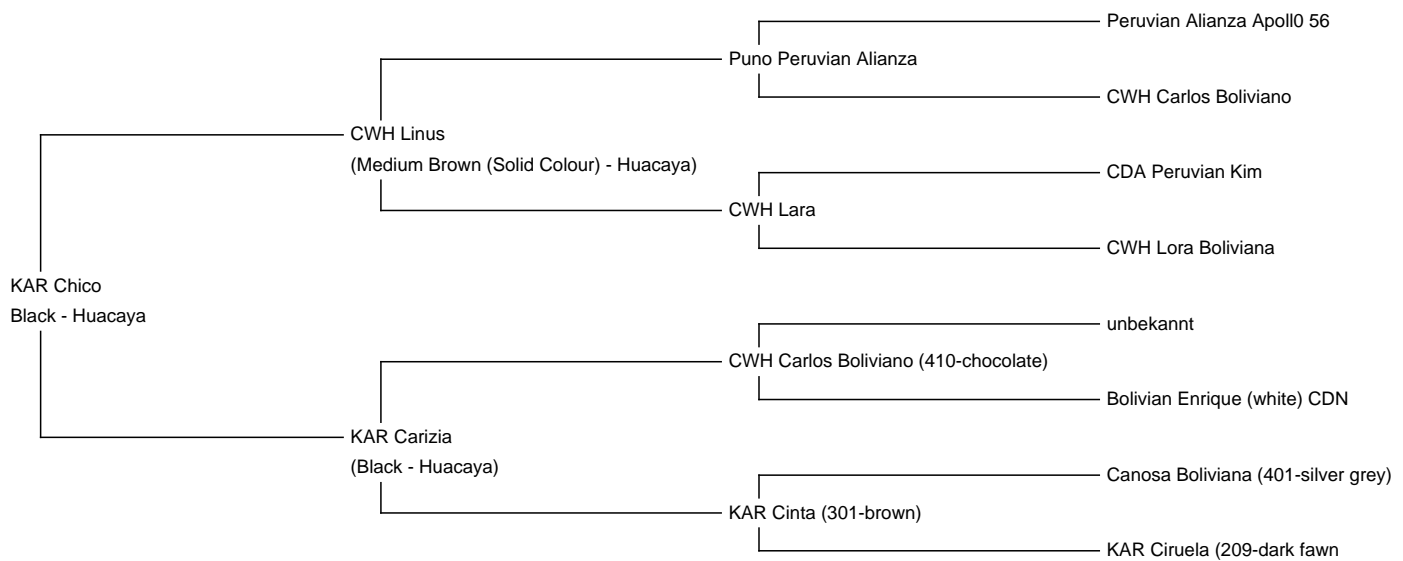 Peruvian Alianza Apoll0 56
Puno Peruvian Alianza
CWH Carlos Boliviano
CWH Linus
(Medium Brown (Solid Colour) - Huacaya)
CDA Peruvian Kim
CWH Lara
CWH Lora Boliviana
KAR Chico
Black - Huacaya
unbekannt
CWH Carlos Boliviano (410-chocolate)
Bolivian Enrique (white) CDN
KAR Carizia
(Black - Huacaya)
Canosa Boliviana (401-silver grey)
KAR Cinta (301-brown)
KAR Ciruela (209-dark fawn